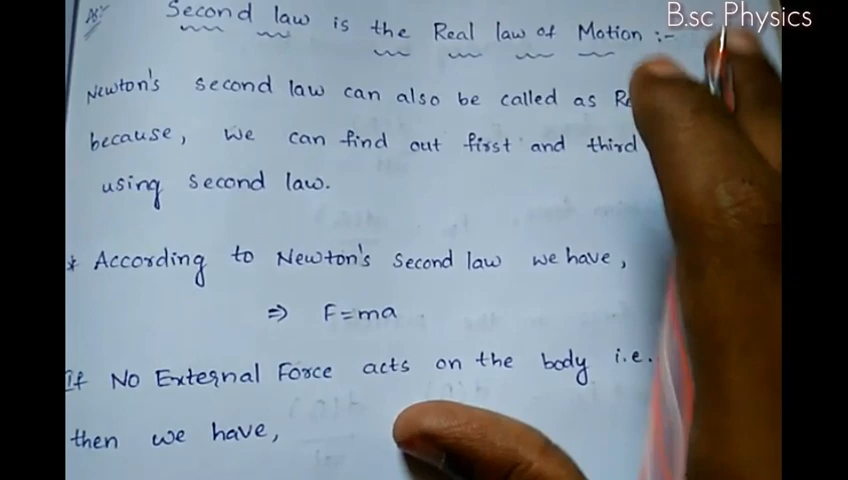 B.sc Physics
Second law is the Real law of Motion :-
Newton's second law can also be called as
because, we can find out first and third
using second law.
* According to Newton's Second law we have,
⇒ F=ma
If No External Force acts on the body i.e.
then we have,